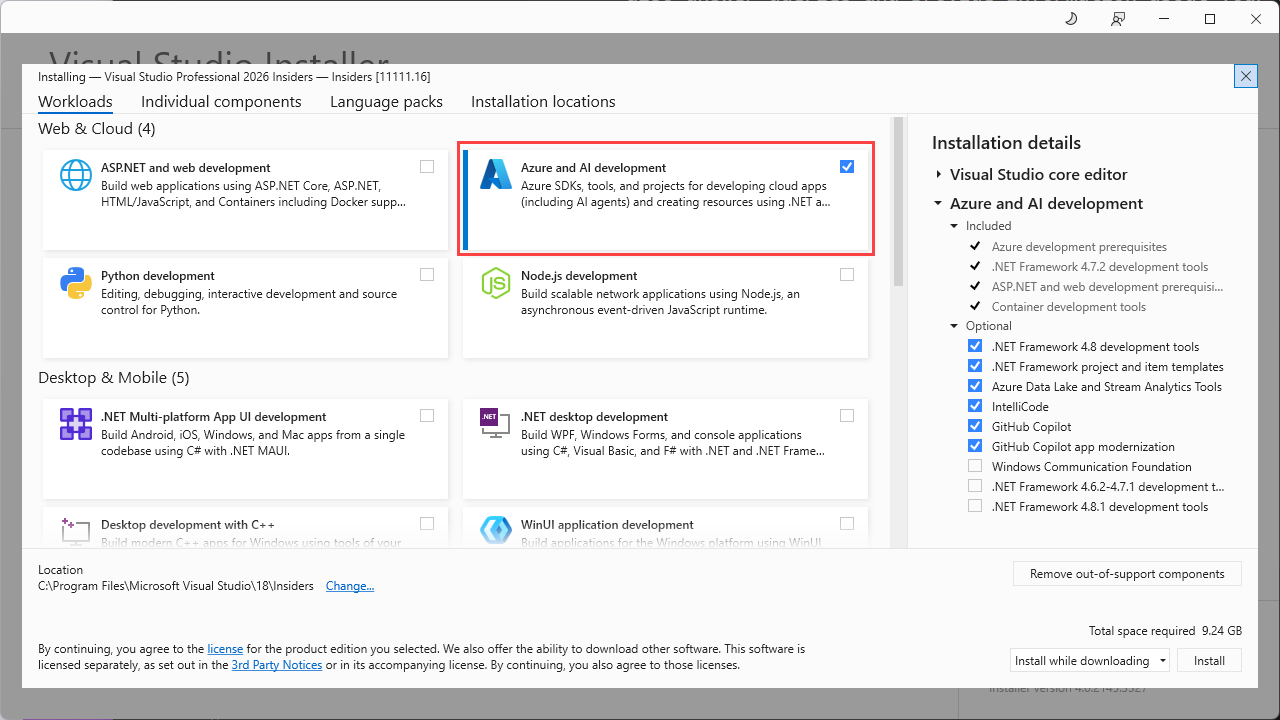 Visual Studio Installer
Installing — Visual Studio Professional 2026 Insiders — Insiders [11111.16]
Workloads
Individual components
Language packs
Installation locations
Web & Cloud (4)
ASP.NET and web development
Build web applications using ASP.NET Core, ASP.NET,
HTML/JavaScript, and Containers including Docker supp...
Azure and AI development
Azure SDKs, tools, and projects for developing cloud apps
(including AI agents) and creating resources using .NET a...
Python development
Editing, debugging, interactive development and source
control for Python.
Node.js development
Build scalable network applications using Node.js, an
asynchronous event-driven JavaScript runtime.
Desktop & Mobile (5)
.NET Multi-platform App UI development
Build Android, iOS, Windows, and Mac apps from a single
codebase using C# with .NET MAUI.
.NET
.NET desktop development
Build WPF, Windows Forms, and console applications
using C#, Visual Basic, and F# with .NET and .NET Frame...
Desktop development with C++
Build modern C++ apps for Windows using tools of your
WinUI application development
Build applications for the Windows platform using WinUI
Installation details
Visual Studio core editor
Azure and AI development
Included
Azure development prerequisites
.NET Framework 4.7.2 development tools
ASP.NET and web development prerequisi...
Container development tools
Optional
.NET Framework 4.8 development tools
.NET Framework project and item templates
Azure Data Lake and Stream Analytics Tools
IntelliCode
GitHub Copilot
GitHub Copilot app modernization
Windows Communication Foundation
.NET Framework 4.6.2-4.7.1 development t...
.NET Framework 4.8.1 development tools
Location
C:\Program Files\Microsoft Visual Studio\18\Insiders Change...
Remove out-of-support components
Total space required 9.24 GB
By continuing, you agree to the license for the product edition you selected. We also offer the ability to download other software. This software is
licensed separately, as set out in the 3rd Party Notices or in its accompanying license. By continuing, you also agree to those licenses.
Install while downloading
Install